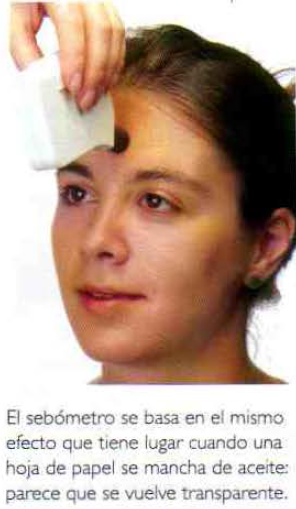 El sebómetro se basa en el mismo
efecto que tiene lugar cuando una
hoja de papel se mancha de aceite:
parece que se vuelve transparente.